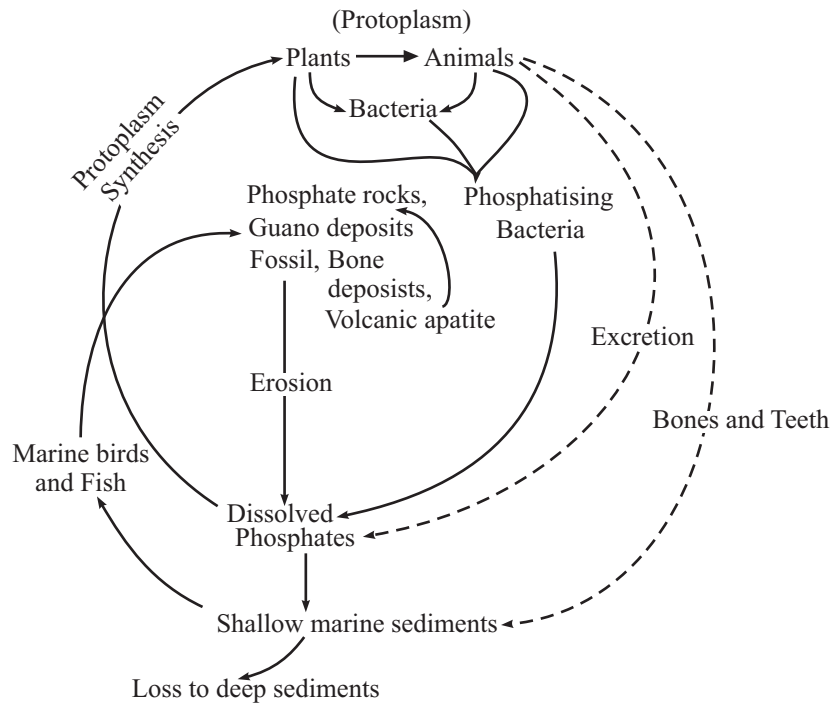 (Protoplasm)
Plants
Animals
Bacteria
Protoplasm
Synthesis
Phosphate rocks,
Guano deposits
Fossil, Bone
deposists,
Volcanic apatite
Phosphatising
Bacteria
Excretion
Erosion
Bones and Teeth
Marine birds
and Fish
Dissolved
Phosphates
Shallow marine sediments
Loss to deep sediments